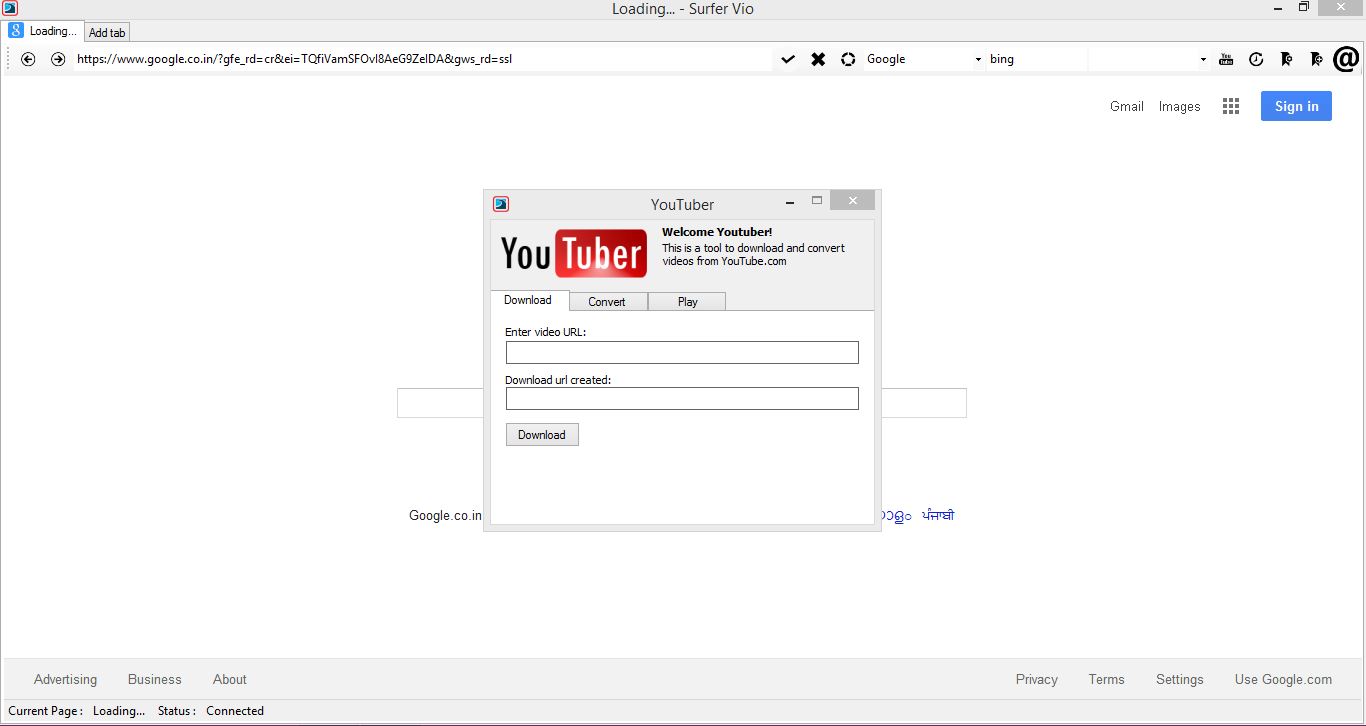 Loading... - Surfer Vio
Loading... Add tab
https://www.google.co.in/?gfe_rd=cr&ei=TQfiVamSFOvl8AeG9ZeIDA&gws_rd=ssl Google bing You Tube @
Gmail Images Sign in
YouTuber
YouTuber
Welcome Youtuber!
This is a tool to download and convert
videos from YouTube.com
Download Convert Play
Enter video URL:
Download url created:
Download
Google.co.in ਪੰਜਾਬੀ
Advertising Business About Privacy Terms Settings Use Google.com
Current Page : Loading... Status : Connected